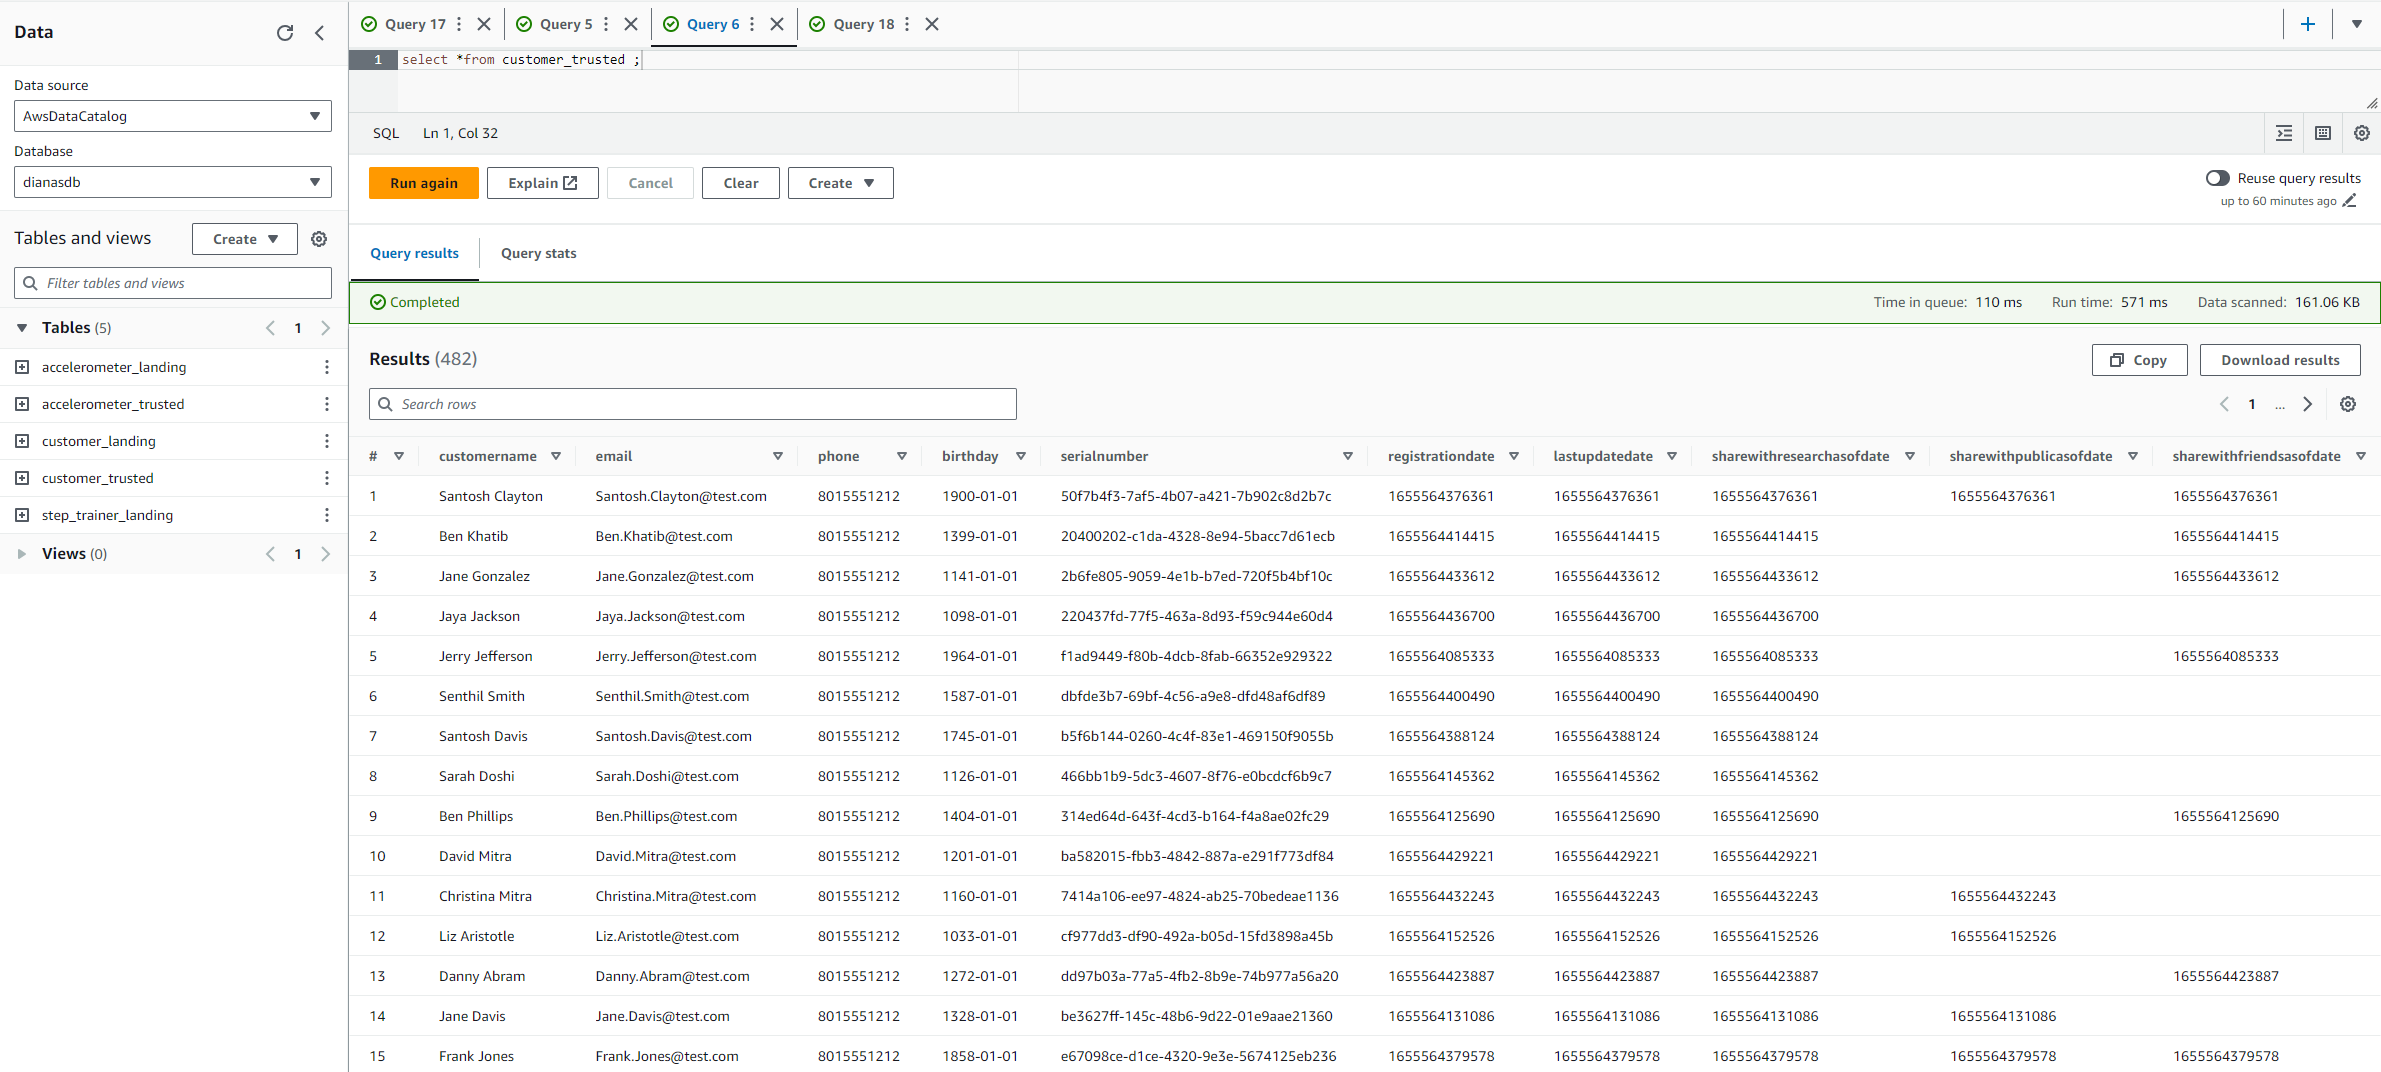 Data
Data source
AwsDataCatalog
Database
dianasdb
Tables and views
Create
Filter tables and views
Tables (5) 1
accelerometer_landing
accelerometer_trusted
customer_landing
customer_trusted
step_trainer_landing
Views (0) 1
Query 17 Query 5 Query 6 Query 18
1 select *from customer_trusted ;
SQL Ln 1, Col 32
Run again Explain Cancel Clear Create
Reuse query results
up to 60 minutes ago
Query results Query stats
Completed Time in queue: 110 ms Run time: 571 ms Data scanned: 161.06 KB
Results (482) Copy Download results
Search rows 1 ...
# customername email phone birthday serialnumber registrationdate lastupdatedate sharewithresearchasofdate sharewithpublicasofdate sharewithfriendsasofdate
1 Santosh Clayton Santosh.Clayton@test.com 8015551212 1900-01-01 50f7b4f3-7af5-4b07-a421-7b902c8d2b7c 1655564376361 1655564376361 1655564376361 1655564376361 1655564376361
2 Ben Khatib Ben.Khatib@test.com 8015551212 1399-01-01 20400202-c1da-4328-8e94-5bacc7d61ecb 1655564414415 1655564414415 1655564414415 1655564414415
3 Jane Gonzalez Jane.Gonzalez@test.com 8015551212 1141-01-01 2b6fe805-9059-4e1b-b7ed-720f5b4bf10c 1655564433612 1655564433612 1655564433612 1655564433612
4 Jaya Jackson Jaya.Jackson@test.com 8015551212 1098-01-01 220437fd-77f5-463a-8d93-f59c944e60d4 1655564436700 1655564436700 1655564436700
5 Jerry Jefferson Jerry.Jefferson@test.com 8015551212 1964-01-01 f1ad9449-f80b-4dcb-8fab-66352e929322 1655564085333 1655564085333 1655564085333 1655564085333
6 Senthil Smith Senthil.Smith@test.com 8015551212 1587-01-01 dbfde3b7-69bf-4c56-a9e8-dfd48af6df89 1655564400490 1655564400490 1655564400490
7 Santosh Davis Santosh.Davis@test.com 8015551212 1745-01-01 b5f6b144-0260-4c4f-83e1-469150f9055b 1655564388124 1655564388124 1655564388124
8 Sarah Doshi Sarah.Doshi@test.com 8015551212 1126-01-01 466bb1b9-5dc3-4607-8f76-e0bcdcf6b9c7 1655564145362 1655564145362 1655564145362
9 Ben Phillips Ben.Phillips@test.com 8015551212 1404-01-01 314ed64d-643f-4cd3-b164-f4a8ae02fc29 1655564125690 1655564125690 1655564125690 1655564125690
10 David Mitra David.Mitra@test.com 8015551212 1201-01-01 ba582015-fbb3-4842-887a-e291f773df84 1655564429221 1655564429221 1655564429221
11 Christina Mitra Christina.Mitra@test.com 8015551212 1160-01-01 7414a106-ee97-4824-ab25-70bedeae1136 1655564432243 1655564432243 1655564432243 1655564432243
12 Liz Aristotle Liz.Aristotle@test.com 8015551212 1033-01-01 cf977dd3-df90-492a-b05d-15fd3898a45b 1655564152526 1655564152526 1655564152526 1655564152526
13 Danny Abram Danny.Abram@test.com 8015551212 1272-01-01 dd97b03a-77a5-4fb2-8b9e-74b977a56a20 1655564423887 1655564423887 1655564423887 1655564423887
14 Jane Davis Jane.Davis@test.com 8015551212 1328-01-01 be3627ff-145c-48b6-9d22-01e9aae21360 1655564131086 1655564131086 1655564131086 1655564131086
15 Frank Jones Frank.Jones@test.com 8015551212 1858-01-01 e67098ce-d1ce-4320-9e3e-5674125eb236 1655564379578 1655564379578 1655564379578 1655564379578 1655564379578